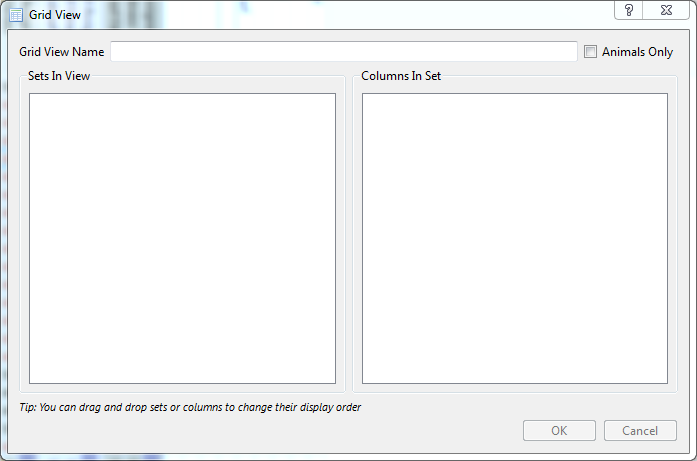 Grid View
?
Grid View Name
Animals Only
Sets In View
Columns In Set
Tip: You can drag and drop sets or columns to change their display order
OK
Cancel